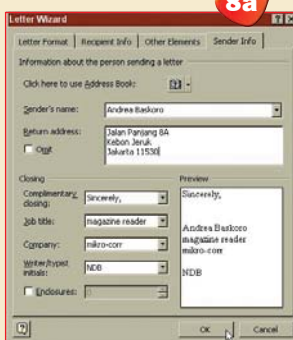 8a
Letter Wizard
Letter Format Recipient Info Other Elements Sender Info
Information about the person sending a letter
Click here to use Address Book:
Sender's name: Andrea Baskoro
Return address: Jalan Panjang 8A
Kebon Jeruk
Jakarta 11530
Omit
Closing
Preview
Complimentary closing: Sincerely,
Job title: magazine reader
Company: mikro-corr
Writer/typist initials: NDB
Enclosures: 0
Sincerely,
Andrea Baskoro
magazine reader
mikro-corr
NDB
OK Cancel